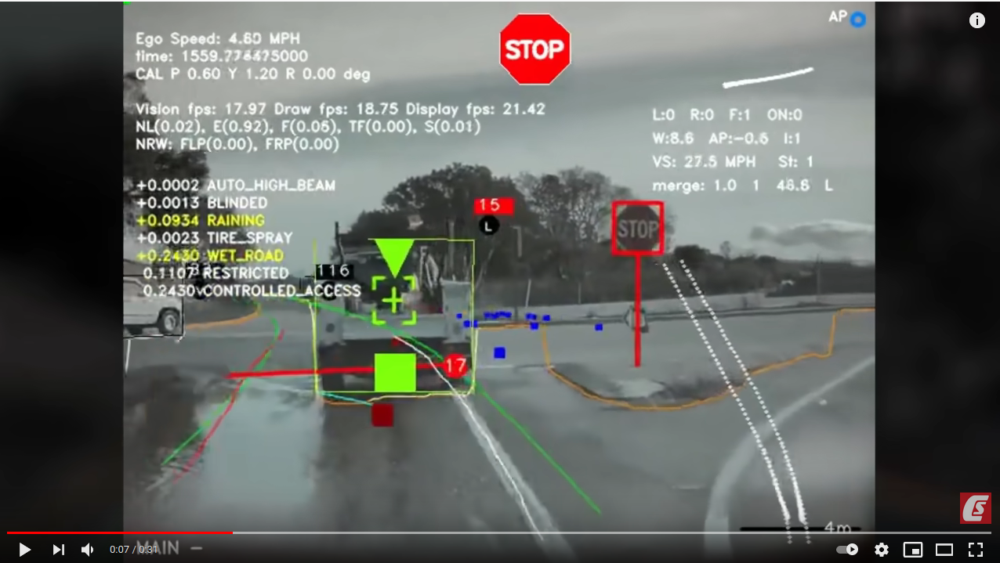 STOP
AP
Ego Speed: 4.80 MPH
time: 1559.
CAL P 0.60 Y 1.20 R 0.00 deg
Vision fps: 17.97 Draw fps: 18.75 Display fps: 21.42
NL(0.02), E(0.92), F(0.06), TF(0.00), S(0.01)
NRW: FLP(0.00), FRP(0.00)
L:0 R:0 F:1 ON:0
W:8.6 AP:-0.6 I:1
VS: 27.5 MPH St: 1
merge: 1.0 1 46.6 L
+0.0002 AUTO_HIGH_BEAM
+0.0013 BLINDED
+0.0934 RAINING
+0.0023 TIRE_SPRAY
+0.2430 WET_ROAD
0.1107 RESTRICTED
0.2430 CONTROLLED_ACCESS
15
L
STOP
116
17
4m
MAIN
0:07 / 0:31